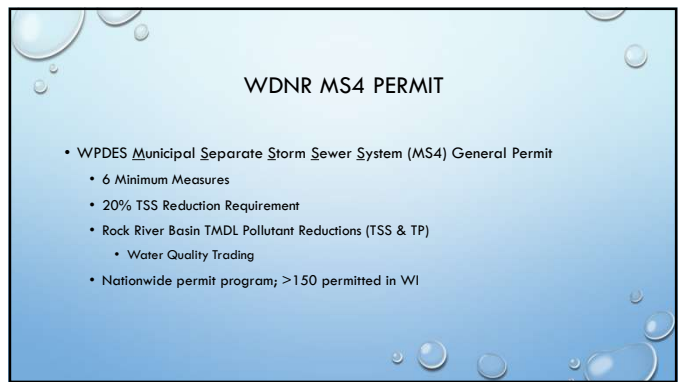 WDNR MS4 PERMIT
• WPDES Municipal Separate Storm Sewer System (MS4) General Permit
• 6 Minimum Measures
• 20% TSS Reduction Requirement
• Rock River Basin TMDL Pollutant Reductions (TSS & TP)
• Water Quality Trading
• Nationwide permit program; >150 permitted in WI